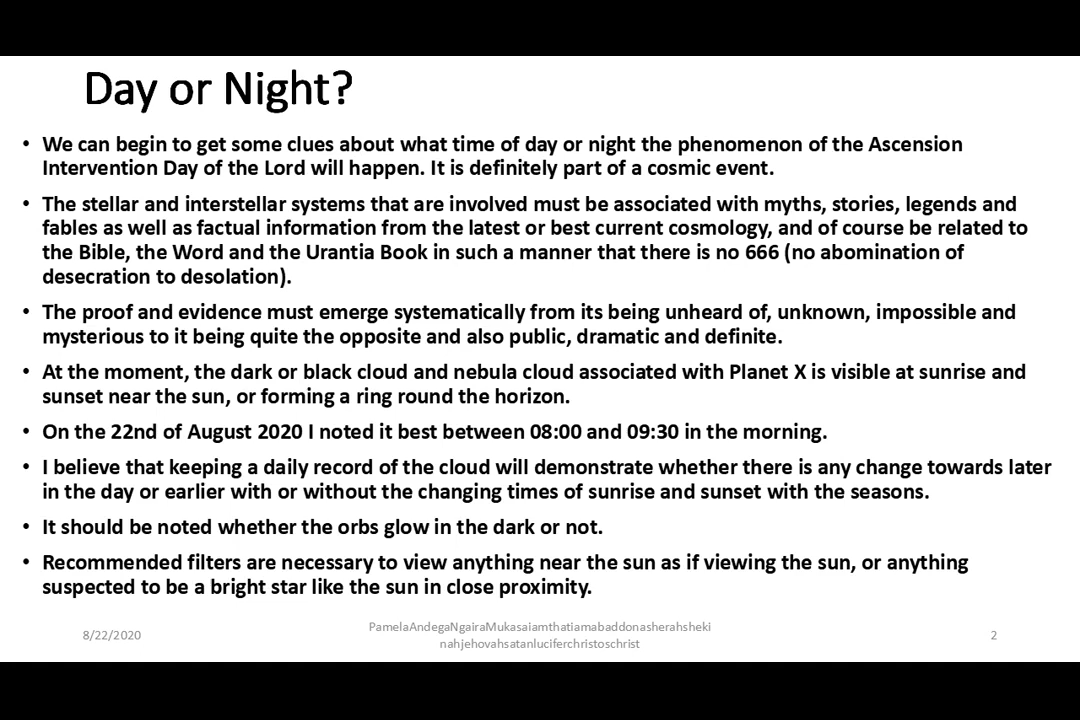 Day or Night?
• We can begin to get some clues about what time of day or night the phenomenon of the Ascension
Intervention Day of the Lord will happen. It is definitely part of a cosmic event.
• The stellar and interstellar systems that are involved must be associated with myths, stories, legends and
fables as well as factual information from the latest or best current cosmology, and of course be related to
the Bible, the Word and the Urantia Book in such a manner that there is no 666 (no abomination of
desecration to desolation).
• The proof and evidence must emerge systematically from its being unheard of, unknown, impossible and
mysterious to it being quite the opposite and also public, dramatic and definite.
• At the moment, the dark or black cloud and nebula cloud associated with Planet X is visible at sunrise and
sunset near the sun, or forming a ring round the horizon.
• On the 22nd of August 2020 I noted it best between 08:00 and 09:30 in the morning.
• I believe that keeping a daily record of the cloud will demonstrate whether there is any change towards later
in the day or earlier with or without the changing times of sunrise and sunset with the seasons.
• It should be noted whether the orbs glow in the dark or not.
• Recommended filters are necessary to view anything near the sun as if viewing the sun, or anything
suspected to be a bright star like the sun in close proximity.
8/22/2020
PamelaAndegaNgairaMukasaiamthatiamabaddonasherahsheki
nahjehovahsatanluciferchristoschrist
2